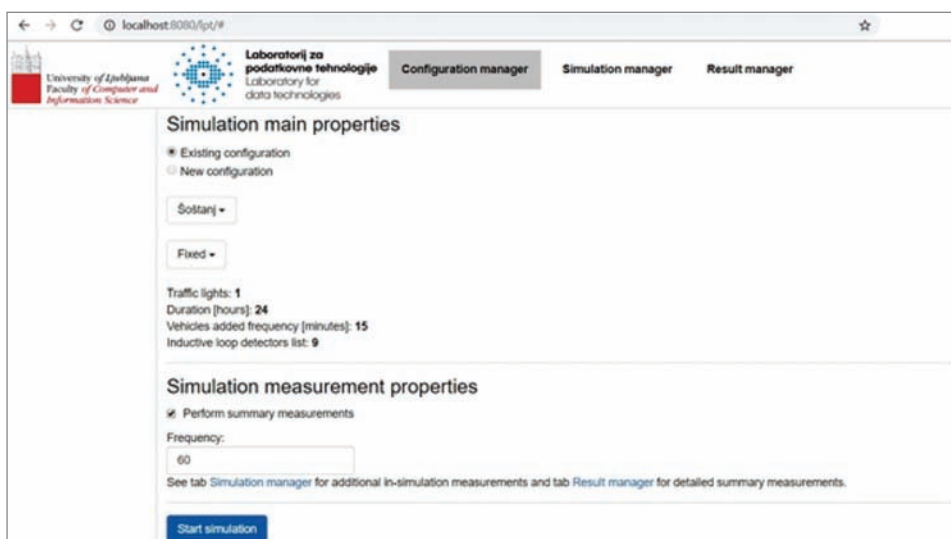 localhost:8080/lpt/#
University of Ljubljana
Faculty of Computer and
Information Science
Laboratorij za
podatkovne tehnologije
Laboratory for
data technologies
Configuration manager
Simulation manager
Result manager
Simulation main properties
Existing configuration
New configuration
Šoštanj
Fixed
Traffic lights: 1
Duration [hours]: 24
Vehicles added frequency [minutes]: 15
Inductive loop detectors list: 9
Simulation measurement properties
Perform summary measurements
Frequency:
60
See tab Simulation manager for additional in-simulation measurements and tab Result manager for detailed summary measurements.
Start simulation